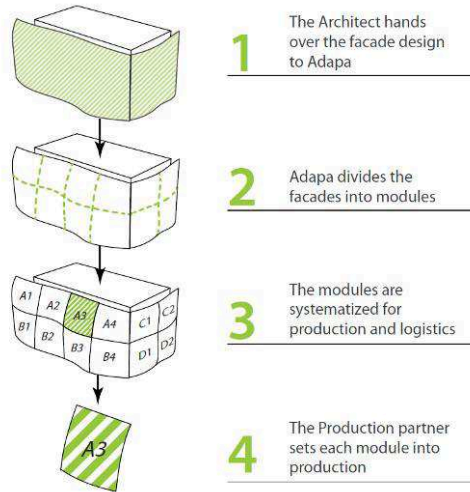 1
The Architect hands
over the facade design
to Adapa
2
Adapa divides the
facades into modules
A1 A2 A3 A4 C1 C2
B1 B2 B3 B4 D1 D2
3
The modules are
systematized for
production and logistics
A3
4
The Production partner
sets each module into
production